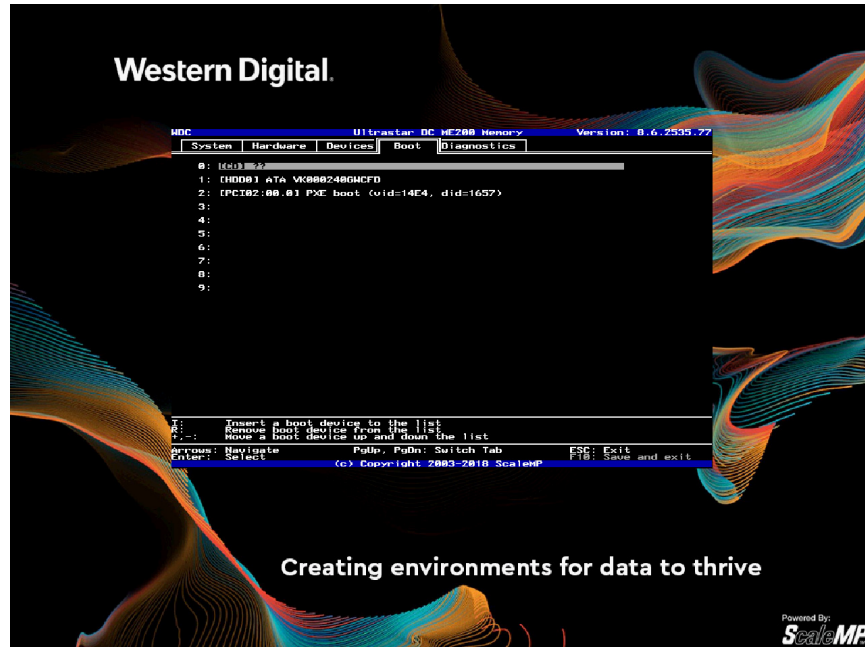 Western Digital.
WDC Ultrastar DC ME200 Memory Version: 8.6.2535.77
System Hardware Devices Boot Diagnostics
0: [CD] ??
1: [HDD0] ATA VK000240GWCFD
2: [PCI02:00.0] PXE boot (vid=14E4, did=1657)
3:
4:
5:
6:
7:
8:
9:
I: Insert a boot device to the list
R: Remove boot device from the list
+,-: Move a boot device up and down the list
Arrows: Navigate PgUp, PgDn: Switch Tab ESC: Exit
Enter: Select F10: Save and exit
(c) Copyright 2003-2018 ScaleMP
Creating environments for data to thrive
Powered By:
ScaleMP